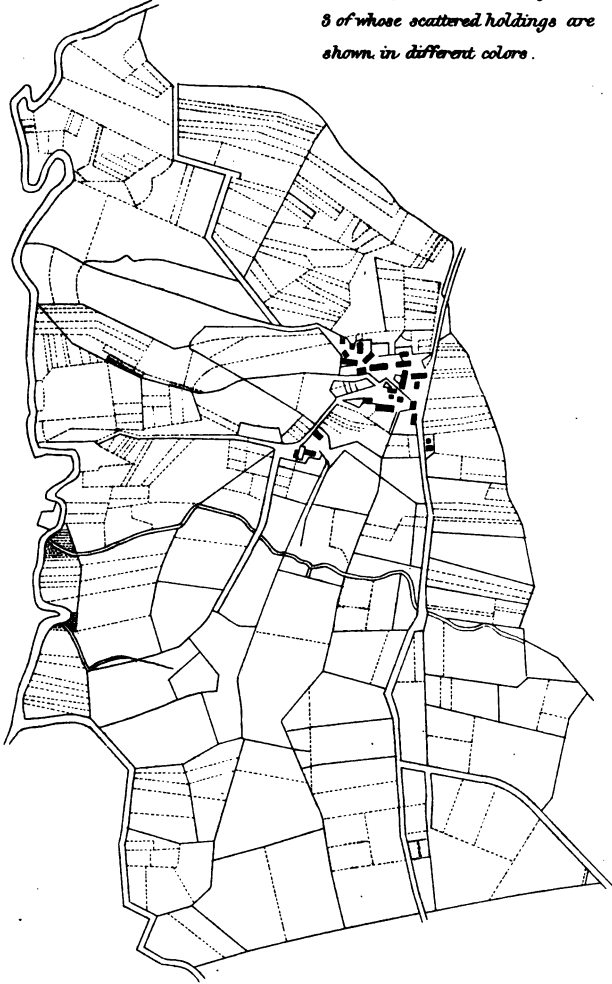 3 of whose scattered holdings are
shown in different colors.